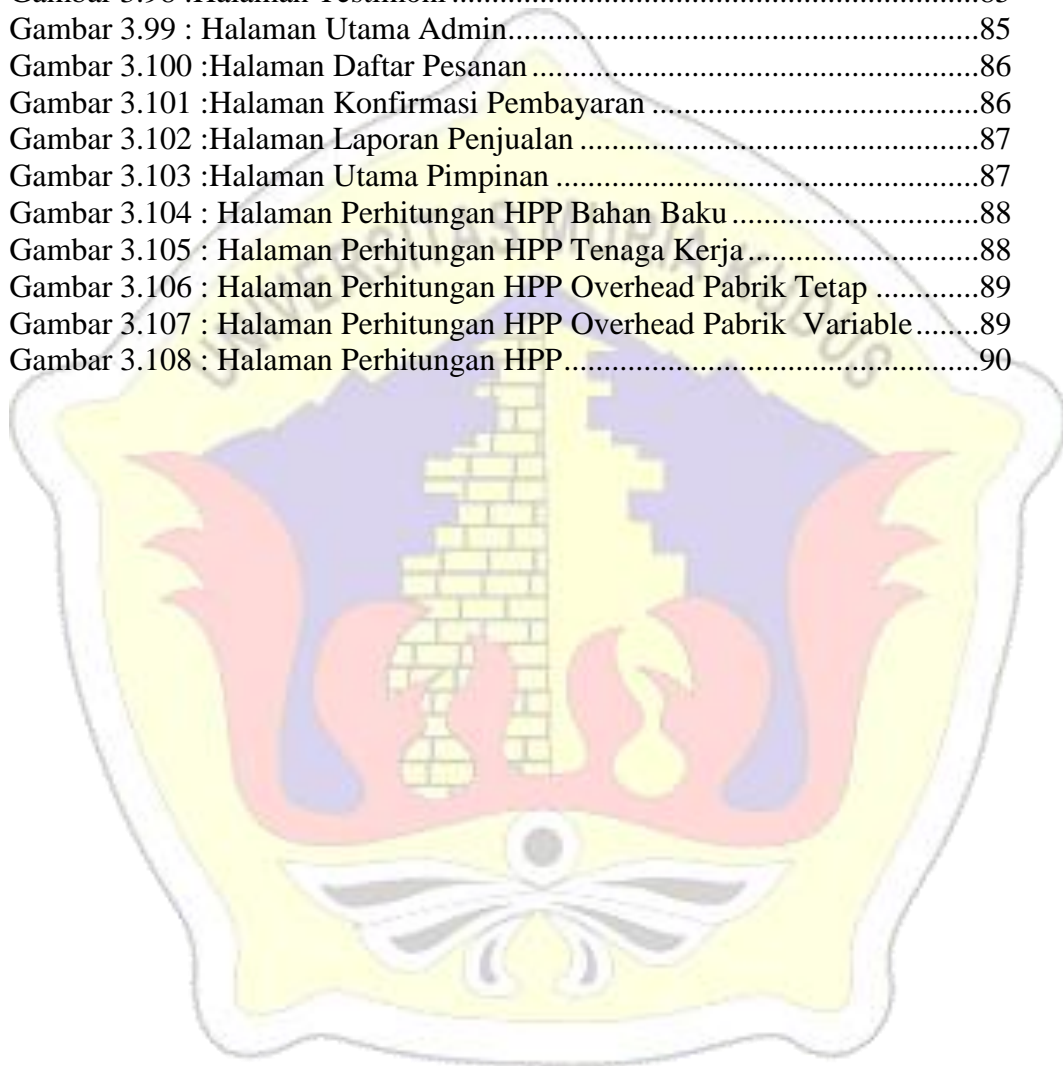 Gambar 3.98 :Halaman Testimoni....................................................................85
Gambar 3.99 : Halaman Utama Admin............................................................85
Gambar 3.100 :Halaman Daftar Pesanan.........................................................86
Gambar 3.101 :Halaman Konfirmasi Pembayaran..........................................86
Gambar 3.102 :Halaman Laporan Penjualan...................................................87
Gambar 3.103 :Halaman Utama Pimpinan......................................................87
Gambar 3.104 : Halaman Perhitungan HPP Bahan Baku...............................88
Gambar 3.105 : Halaman Perhitungan HPP Tenaga Kerja.............................88
Gambar 3.106 : Halaman Perhitungan HPP Overhead Pabrik Tetap.............89
Gambar 3.107 : Halaman Perhitungan HPP Overhead Pabrik Variable........89
Gambar 3.108 : Halaman Perhitungan HPP.....................................................90
UNIVERSITAS MURIA KUDUS